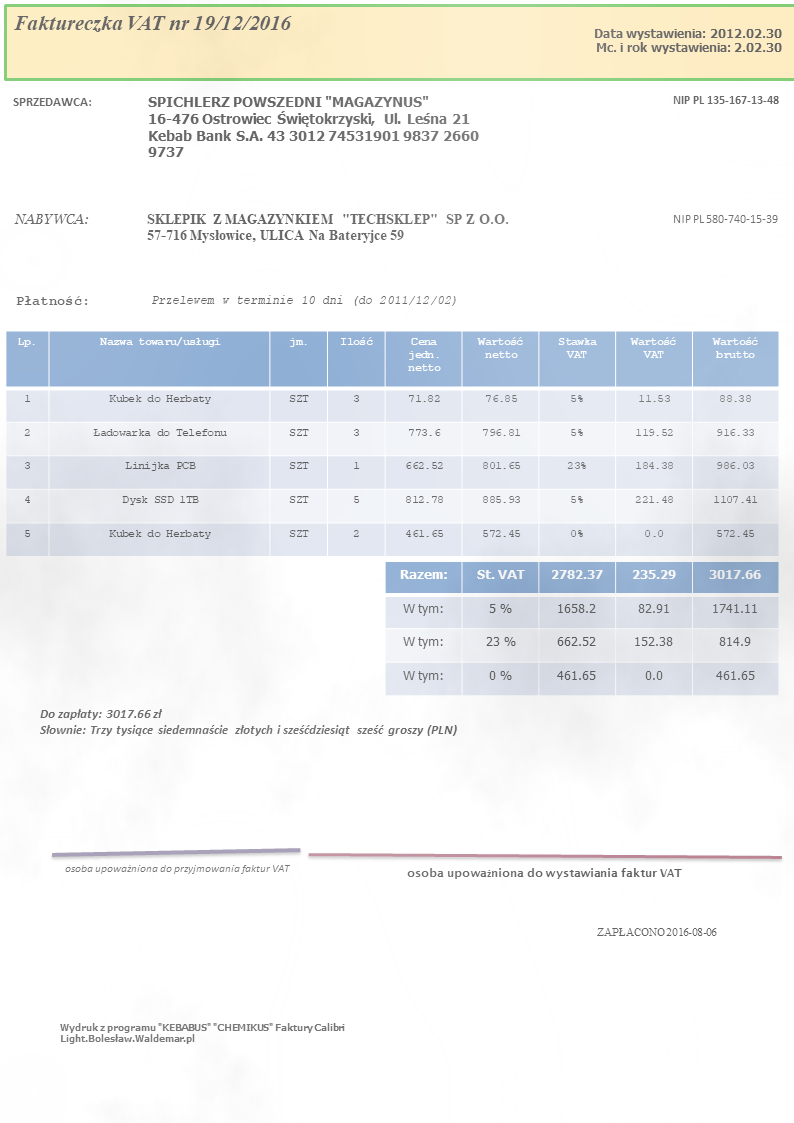 Faktureczka VAT nr 19/12/2016
Data wystawienia: 2012.02.30
Mc. i rok wystawienia: 2.02.30
SPRZEDAWCA: SPICHLERZ POWSZEDNI "MAGAZYNUS" NIP PL 135-167-13-48
16-476 Ostrowiec Świętokrzyski, Ul. Leśna 21
Kebab Bank S.A. 43 3012 74531901 9837 2660
9737
NABYWCA: SKLEPIK Z MAGAZYNKIEM "TECHSKLEP" SP Z O.O. NIP PL 580-740-15-39
57-716 Mysłowice, ULICA Na Bateryjce 59
Płatność: Przelewem w terminie 10 dni (do 2011/12/02)
Lp. Nazwa towaru/usługi jm. Ilość Cena jedn. netto Wartość netto Stawka VAT Wartość VAT Wartość brutto
1 Kubek do Herbaty SZT 3 71.82 76.85 5% 11.53 88.38
2 Ładowarka do Telefonu SZT 3 773.6 796.81 5% 119.52 916.33
3 Linijka PCB SZT 1 662.52 801.65 23% 184.38 986.03
4 Dysk SSD 1TB SZT 5 812.78 885.93 5% 221.48 1107.41
5 Kubek do Herbaty SZT 2 461.65 572.45 0% 0.0 572.45
Razem: St. VAT 2782.37 235.29 3017.66
W tym: 5 % 1658.2 82.91 1741.11
W tym: 23 % 662.52 152.38 814.9
W tym: 0 % 461.65 0.0 461.65
Do zapłaty: 3017.66 zł
Słownie: Trzy tysiące siedemnaście złotych i sześćdziesiąt sześć groszy (PLN)
osoba upoważniona do przyjmowania faktur VAT
osoba upoważniona do wystawiania faktur VAT
ZAPŁACONO 2016-08-06
Wydruk z programu "KEBABUS" "CHEMIKUS" Faktury Calibri
Light.Bolesław.Waldemar.pl